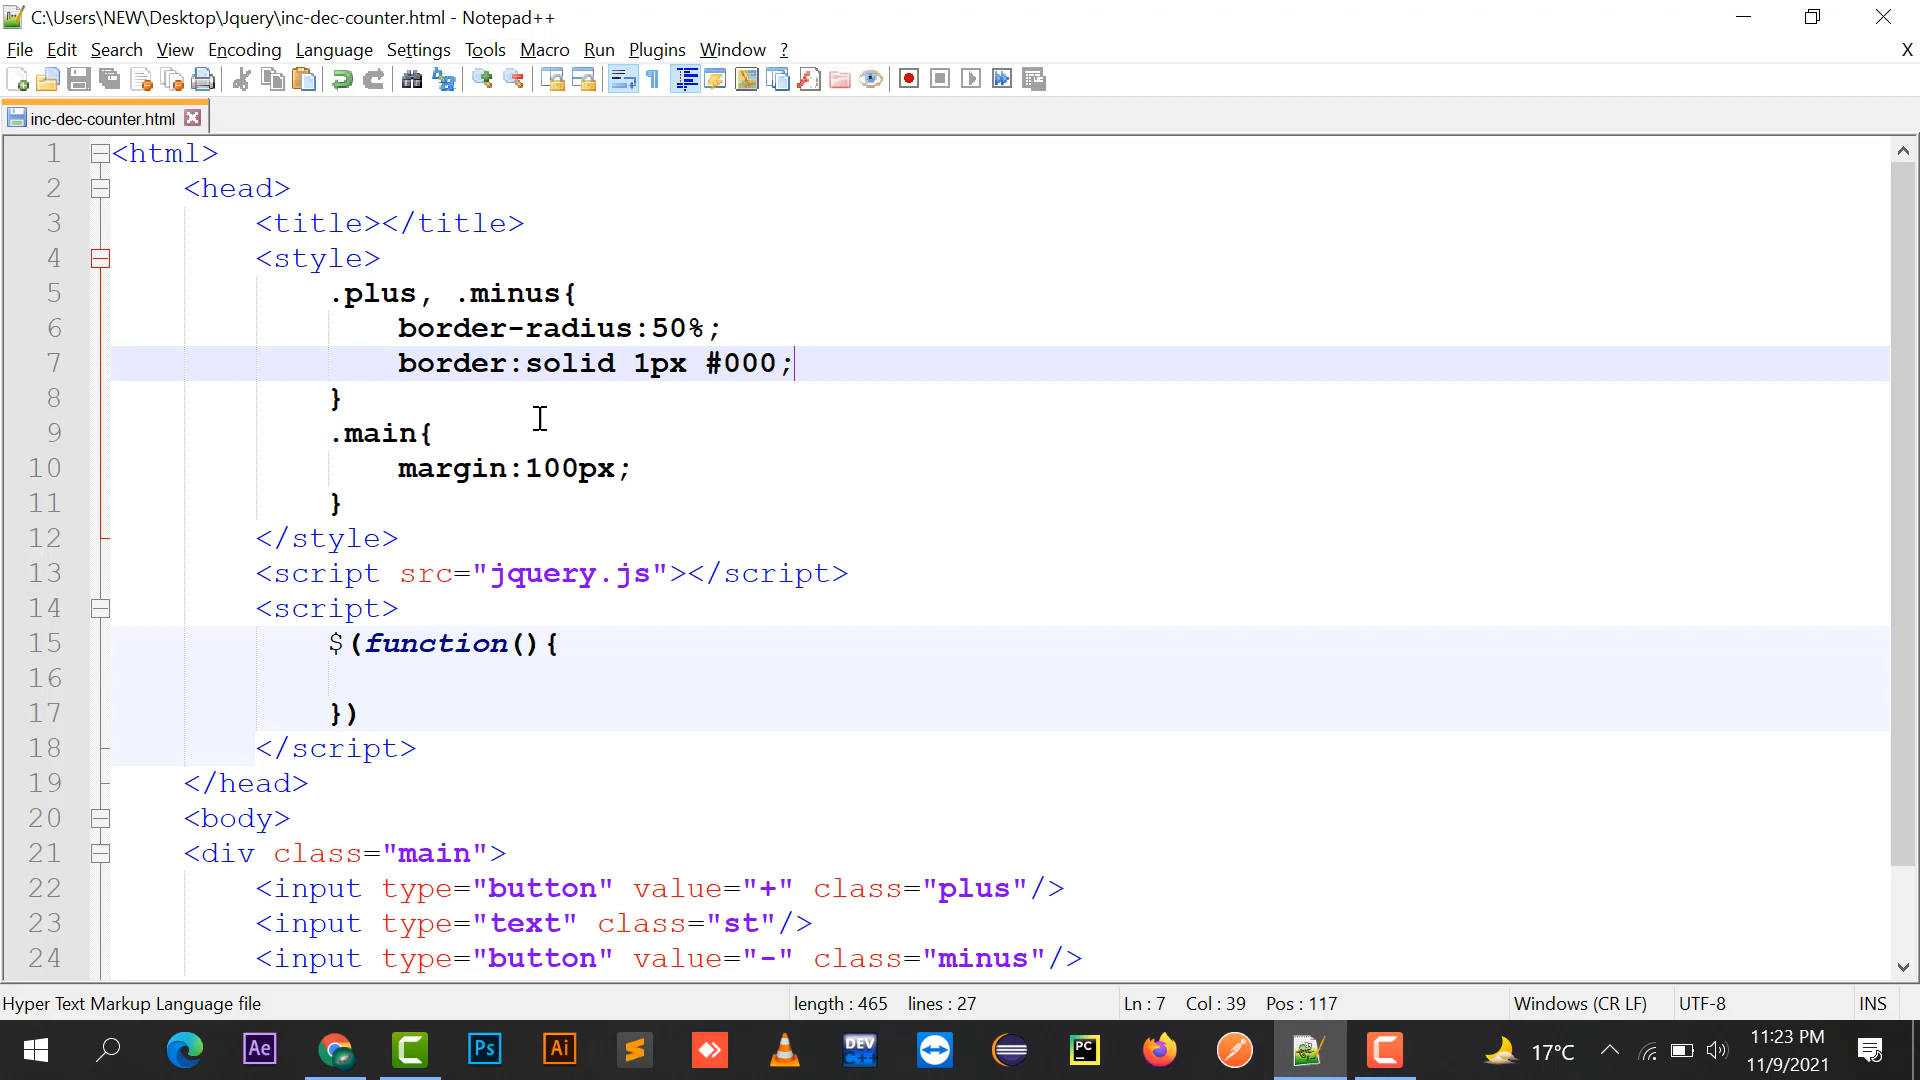 C:\Users\NEW\Desktop\Jquery\inc-dec-counter.html - Notepad++
File Edit Search View Encoding Language Settings Tools Macro Run Plugins Window ? X
inc-dec-counter.html
1 <html>
2 <head>
3 <title></title>
4 <style>
5 .plus, .minus{
6 border-radius:50%;
7 border:solid 1px #000;
8 }
9 .main{
10 margin:100px;
11 }
12 </style>
13 <script src="jquery.js"></script>
14 <script>
15 $(function(){
16
17 })
18 </script>
19 </head>
20 <body>
21 <div class="main">
22 <input type="button" value="+" class="plus"/>
23 <input type="text" class="st"/>
24 <input type="button" value="-" class="minus"/>
Hyper Text Markup Language file length : 465 lines : 27 Ln : 7 Col : 39 Pos : 117 Windows (CR LF) UTF-8 INS
Ae C Ps Ai S DEV PC C 17°C 11:23 PM
11/9/2021